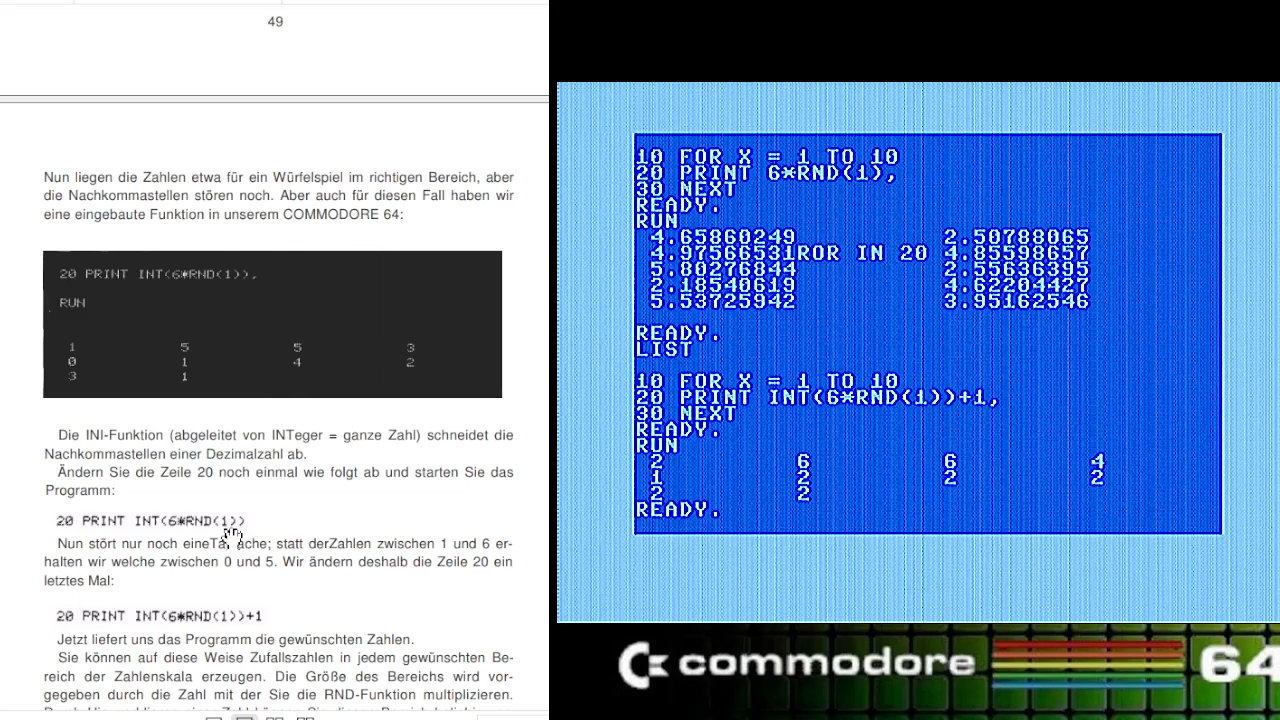 49
Nun liegen die Zahlen etwa für ein Würfelspiel im richtigen Bereich, aber
die Nachkommastellen stören noch. Aber auch für diesen Fall haben wir
eine eingebaute Funktion in unserem COMMODORE 64:
20 PRINT INT(6*RND(1)),
RUN
1 5 5 3
0 1 4 2
3 1
Die INI-Funktion (abgeleitet von INTeger = ganze Zahl) schneidet die
Nachkommastellen einer Dezimalzahl ab.
Ändern Sie die Zeile 20 noch einmal wie folgt ab und starten Sie das
Programm:
20 PRINT INT(6*RND(1))
Nun stört nur noch eine statt derZahlen zwischen 1 und 6 er-
halten wir welche zwischen 0 und 5. Wir ändern deshalb die Zeile 20 ein
letztes Mal:
20 PRINT INT(6*RND(1))+1
Jetzt liefert uns das Programm die gewünschten Zahlen.
Sie können auf diese Weise Zufallszahlen in jedem gewünschten Be-
reich der Zahlenskala erzeugen. Die Größe des Bereichs wird vor-
gegeben durch die Zahl mit der Sie die RND-Funktion multiplizieren.
10 FOR X = 1 TO 10
20 PRINT 6*RND(1),
30 NEXT
READY.
RUN
4.65860249 2.50788065
4.97566531ROR IN 20 4.85598657
5.80276844 2.55636395
2.18540619 4.62204427
5.53725942 3.95162546
READY.
LIST
10 FOR X = 1 TO 10
20 PRINT INT(6*RND(1))+1,
30 NEXT
READY.
RUN
2 6 6 4
1 2 2 2
2 2
READY.
commodore 64